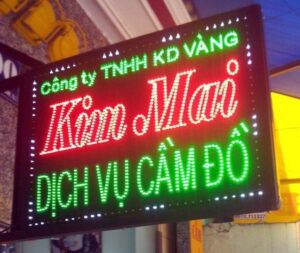 Công ty TNHH KD VÀNG
Kim Mai
DỊCH VỤ CẦM ĐỒ